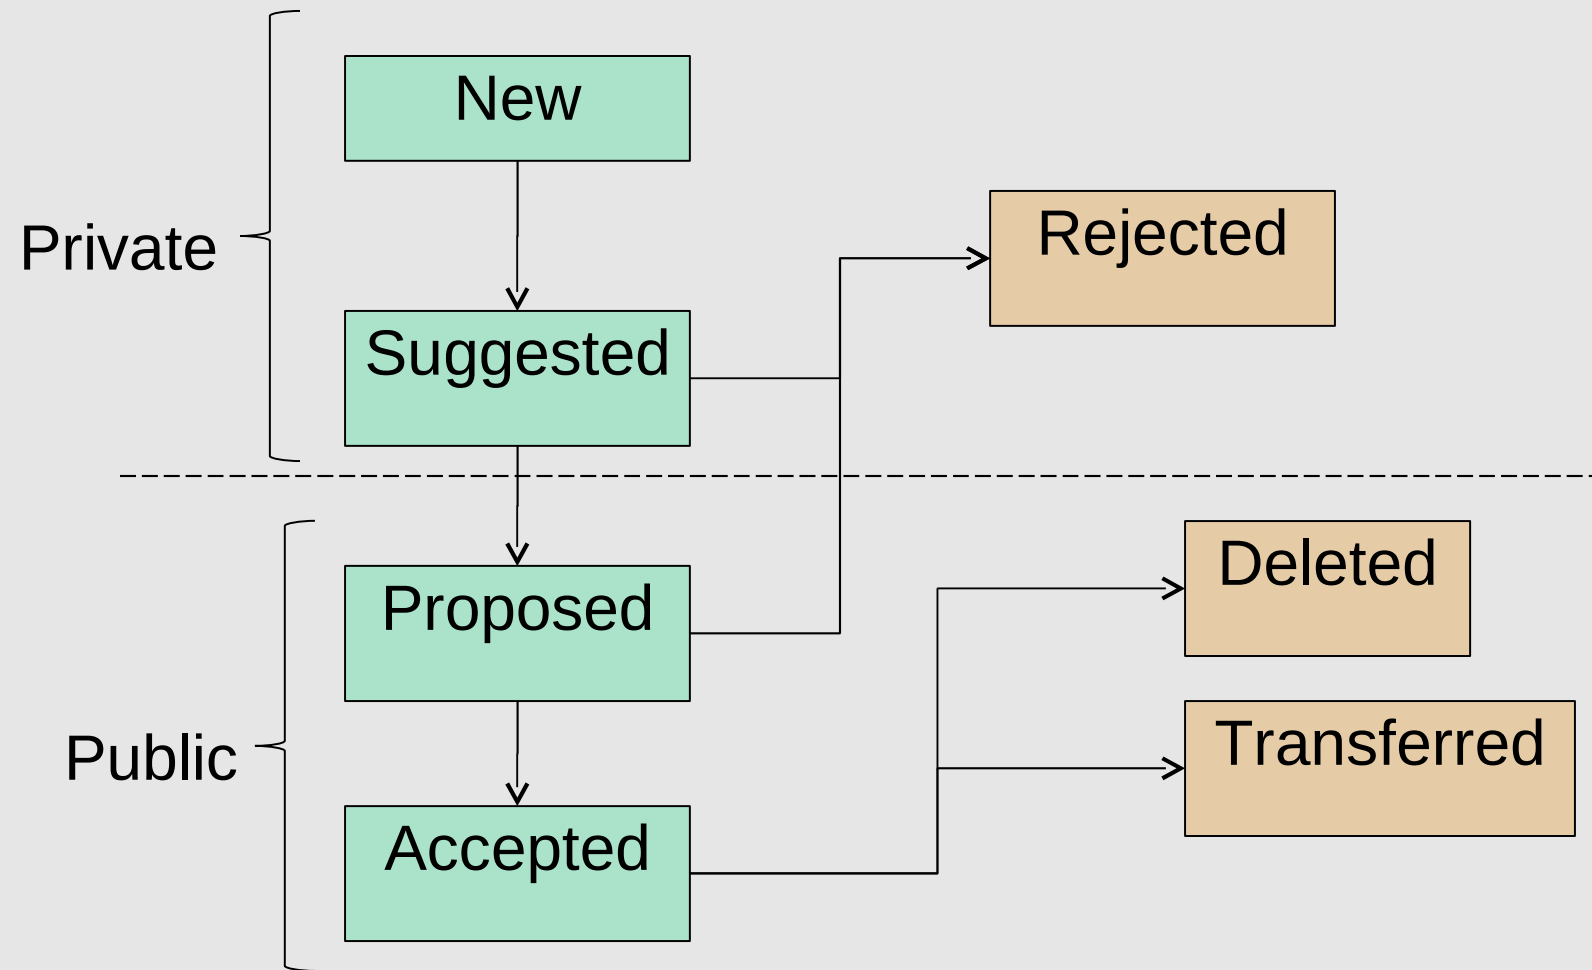 New
Rejected
Private
Suggested
Deleted
Proposed
Transferred
Public
Accepted